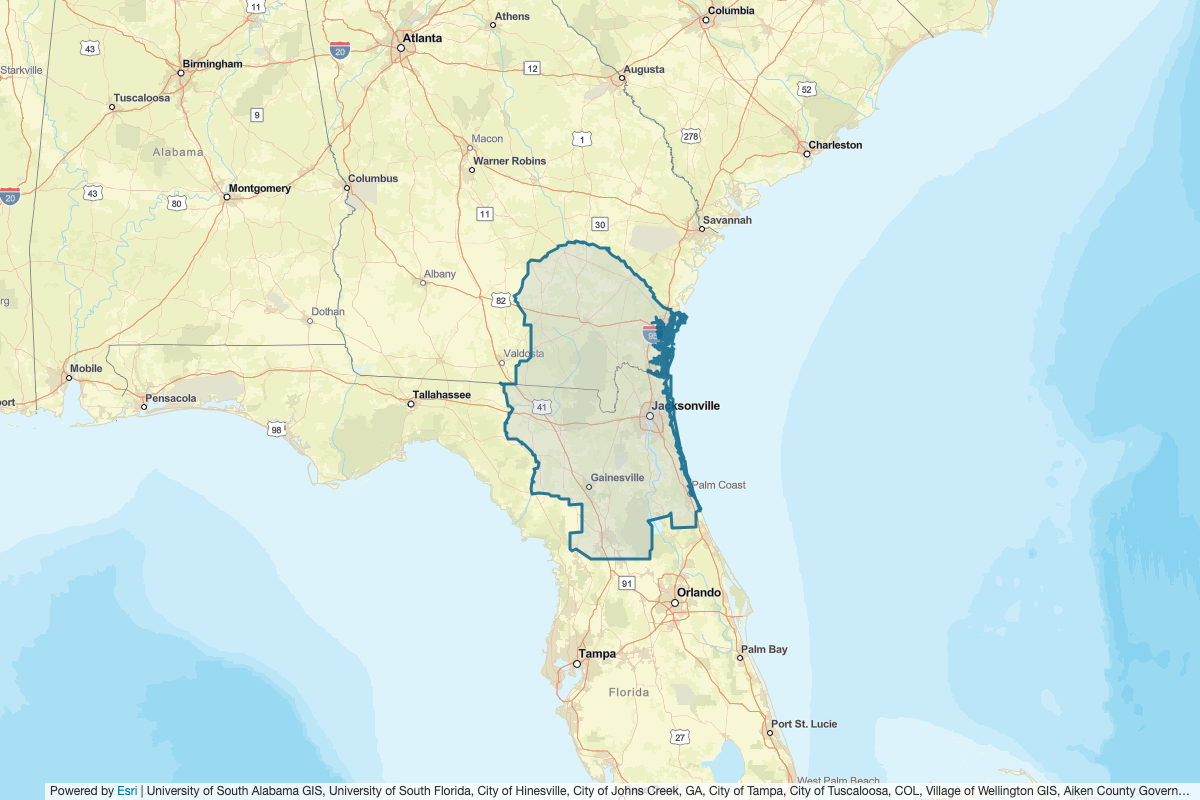 11
Athens
Columbia
Atlanta
43
20
Birmingham
12
Augusta
Starkville
52
Tuscaloosa
9
1
278
Macon
Charleston
Alabama
Warner Robins
Columbus
Montgomery
20
43
80
11
30
Savannah
Albany
82
rg
Dothan
95
Valdosta
Mobile
Tallahassee
Pensacola
port
41
Jacksonville
98
Gainesville
Palm Coast
91
Orlando
Tampa
Palm Bay
Florida
Port St. Lucie
27
West Palm Beach
Powered by Esri | University of South Alabama GIS, University of South Florida, City of Hinesville, City of Johns Creek, GA, City of Tampa, City of Tuscaloosa, COL, Village of Wellington GIS, Aiken County Govern…